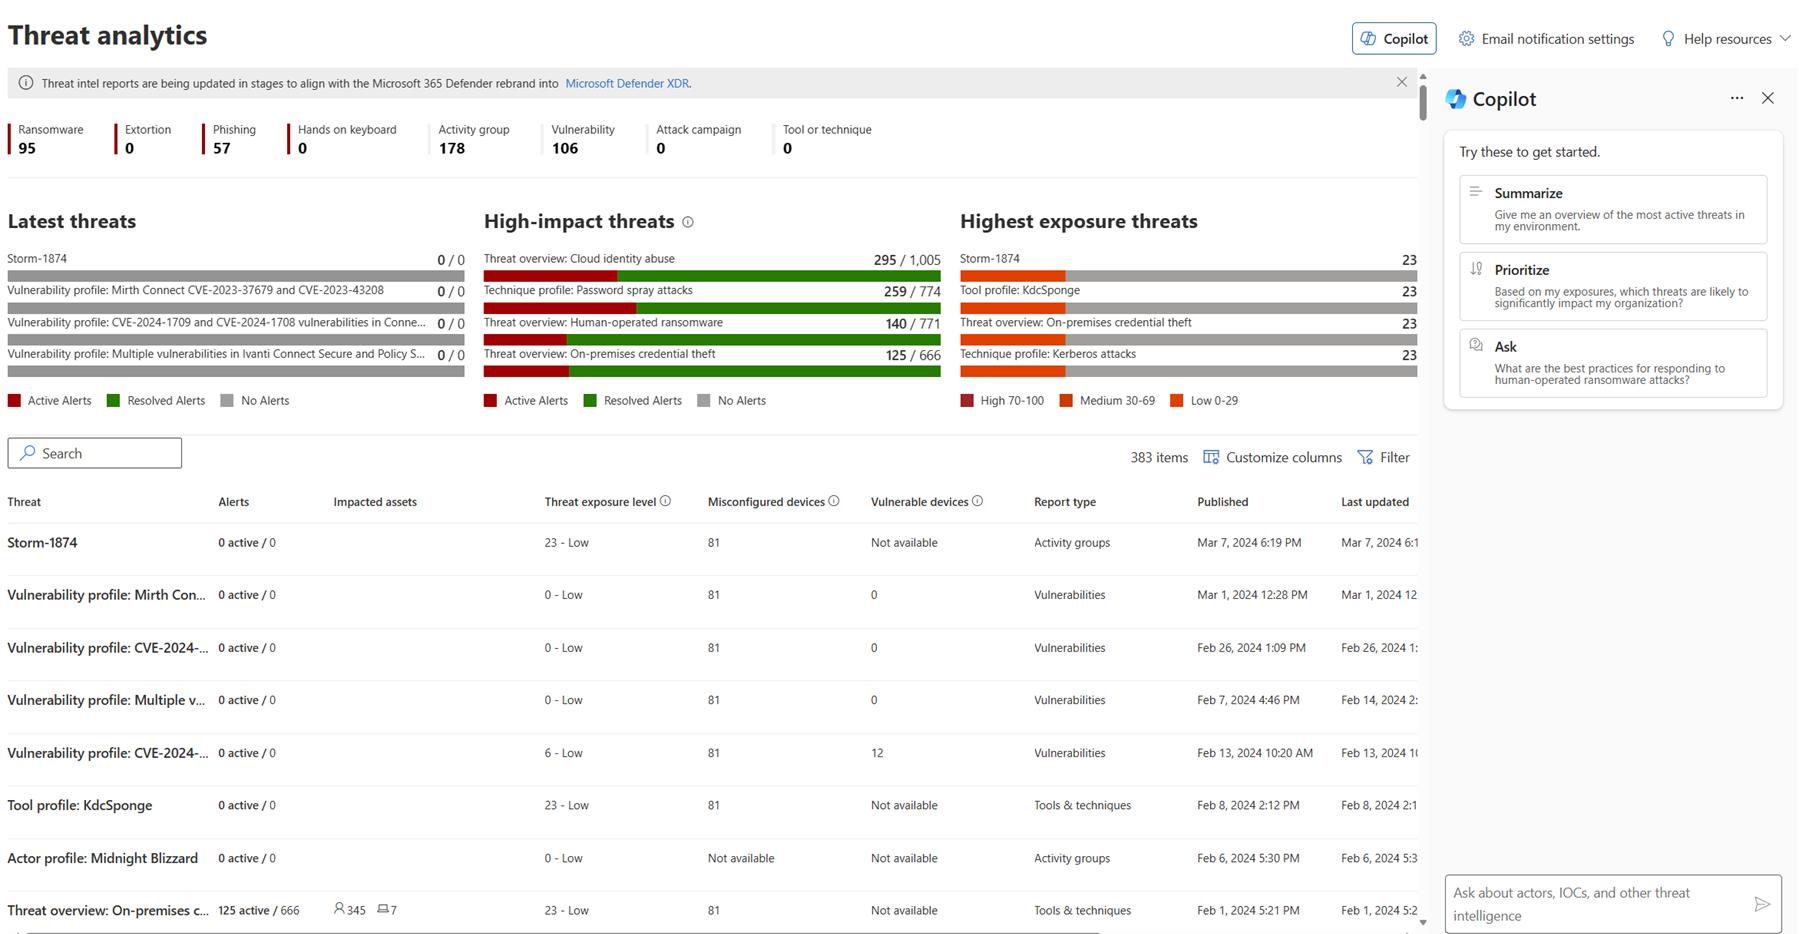 Threat analytics
Copilot
Email notification settings
Help resources
Threat intel reports are being updated in stages to align with the Microsoft 365 Defender rebrand into Microsoft Defender XDR.
Ransomware Extortion Phishing Hands on keyboard Activity group Vulnerability Attack campaign Tool or technique
95 0 57 0 178 106 0 0
Latest threats
Storm-1874 0 / 0
Vulnerability profile: Mirth Connect CVE-2023-37679 and CVE-2023-43208 0 / 0
Vulnerability profile: CVE-2024-1709 and CVE-2024-1708 vulnerabilities in Conne... 0 / 0
Vulnerability profile: Multiple vulnerabilities in Ivanti Connect Secure and Policy S... 0 / 0
Active Alerts Resolved Alerts No Alerts
High-impact threats
Threat overview: Cloud identity abuse 295 / 1,005
Technique profile: Password spray attacks 259 / 774
Threat overview: Human-operated ransomware 140 / 771
Threat overview: On-premises credential theft 125 / 666
Active Alerts Resolved Alerts No Alerts
Highest exposure threats
Storm-1874 23
Tool profile: KdcSponge 23
Threat overview: On-premises credential theft 23
Technique profile: Kerberos attacks 23
High 70-100 Medium 30-69 Low 0-29
Search
383 items Customize columns Filter
Threat Alerts Impacted assets Threat exposure level Misconfigured devices Vulnerable devices Report type Published Last updated
Storm-1874 0 active / 0 23 - Low 81 Not available Activity groups Mar 7, 2024 6:19 PM Mar 7, 2024 6:1
Vulnerability profile: Mirth Con... 0 active / 0 0 - Low 81 0 Vulnerabilities Mar 1, 2024 12:28 PM Mar 1, 2024 12
Vulnerability profile: CVE-2024-... 0 active / 0 0 - Low 81 0 Vulnerabilities Feb 26, 2024 1:09 PM Feb 26, 2024 1:
Vulnerability profile: Multiple v... 0 active / 0 0 - Low 81 0 Vulnerabilities Feb 7, 2024 4:46 PM Feb 14, 2024 2:
Vulnerability profile: CVE-2024-... 0 active / 0 6 - Low 81 12 Vulnerabilities Feb 13, 2024 10:20 AM Feb 13, 2024 10
Tool profile: KdcSponge 0 active / 0 23 - Low 81 Not available Tools & techniques Feb 8, 2024 2:12 PM Feb 8, 2024 2:1
Actor profile: Midnight Blizzard 0 active / 0 0 - Low Not available Not available Activity groups Feb 6, 2024 5:30 PM Feb 6, 2024 5:3
Threat overview: On-premises c... 125 active / 666 345 7 23 - Low 81 Not available Tools & techniques Feb 1, 2024 5:21 PM Feb 1, 2024 5:2
Copilot
Try these to get started.
Summarize
Give me an overview of the most active threats in
my environment.
Prioritize
Based on my exposures, which threats are likely to
significantly impact my organization?
Ask
What are the best practices for responding to
human-operated ransomware attacks?
Ask about actors, IOCs, and other threat
intelligence